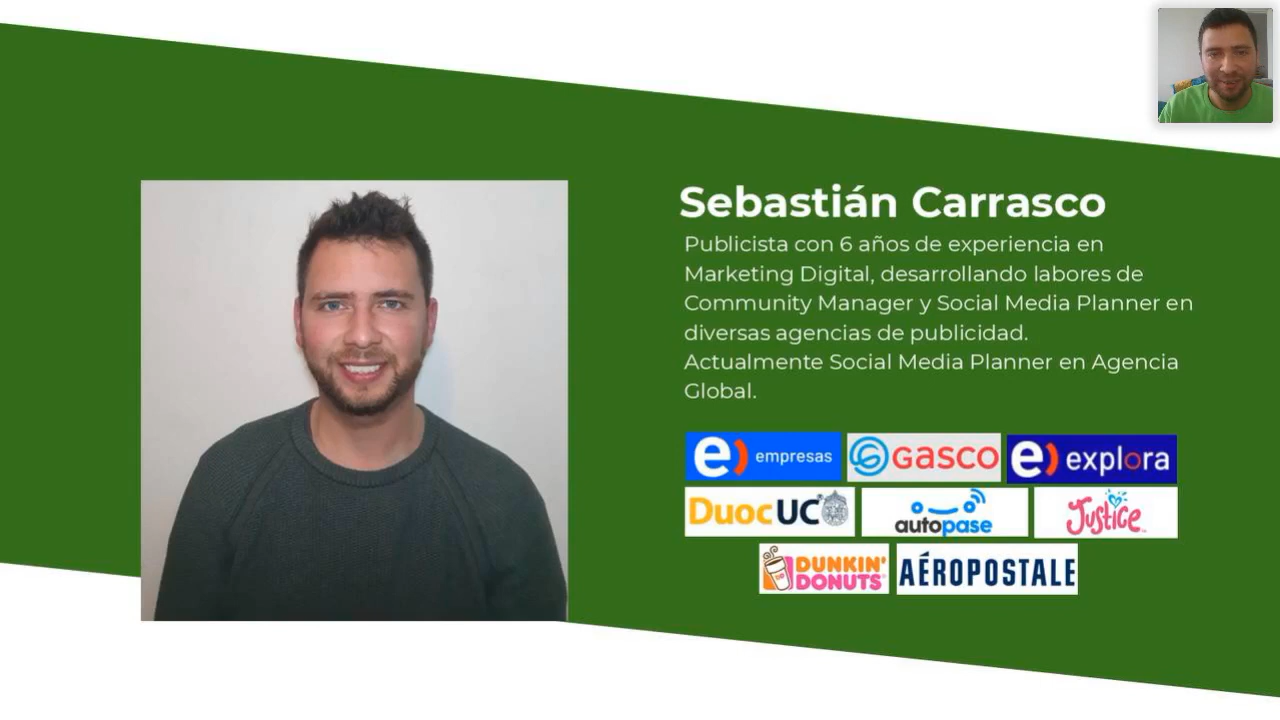 Sebastián Carrasco
Publicista con 6 años de experiencia en
Marketing Digital, desarrollando labores de
Community Manager y Social Media Planner en
diversas agencias de publicidad.
Actualmente Social Media Planner en Agencia
Global.
e) empresas
GASCO
e) explora
DuocUC
autopase
Justice
DUNKIN'
DONUTS
AÉROPOSTALE